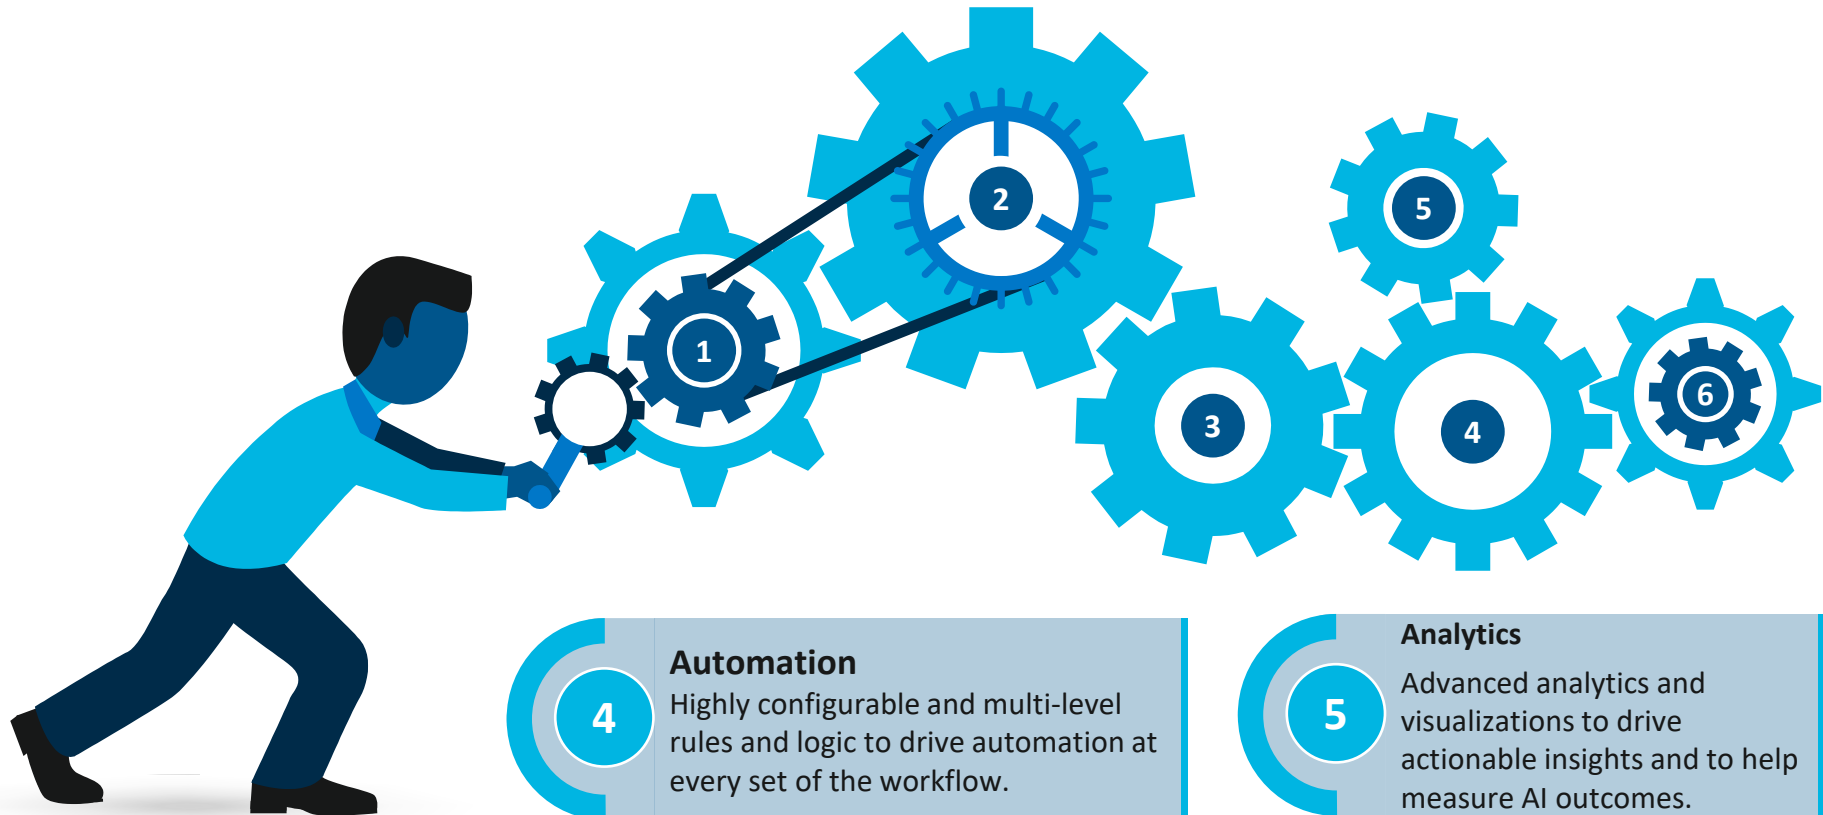 1
2
3
4
5
6
4
Automation
Highly configurable and multi-level
rules and logic to drive automation at
every set of the workflow.
5
Analytics
Advanced analytics and
visualizations to drive
actionable insights and to help
measure AI outcomes.